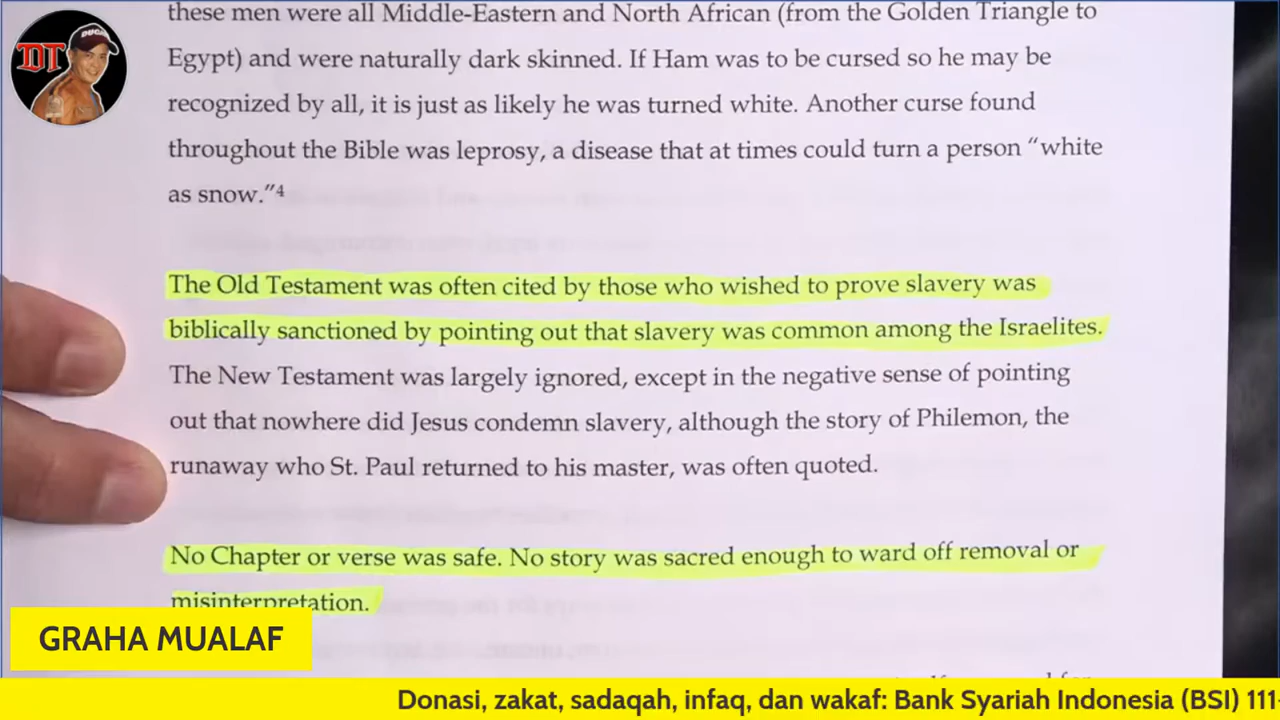 these men were all Middle-Eastern and North African (from the Golden Triangle to
Egypt) and were naturally dark skinned. If Ham was to be cursed so he may be
recognized by all, it is just as likely he was turned white. Another curse found
throughout the Bible was leprosy, a disease that at times could turn a person “white
as snow.”4
The Old Testament was often cited by those who wished to prove slavery was
biblically sanctioned by pointing out that slavery was common among the Israelites.
The New Testament was largely ignored, except in the negative sense of pointing
out that nowhere did Jesus condemn slavery, although the story of Philemon, the
runaway who St. Paul returned to his master, was often quoted.
No Chapter or verse was safe. No story was sacred enough to ward off removal or
misinterpretation.
DT
GRAHA MUALAF
Donasi, zakat, sadaqah, infaq, dan wakaf: Bank Syariah Indonesia (BSI) 111